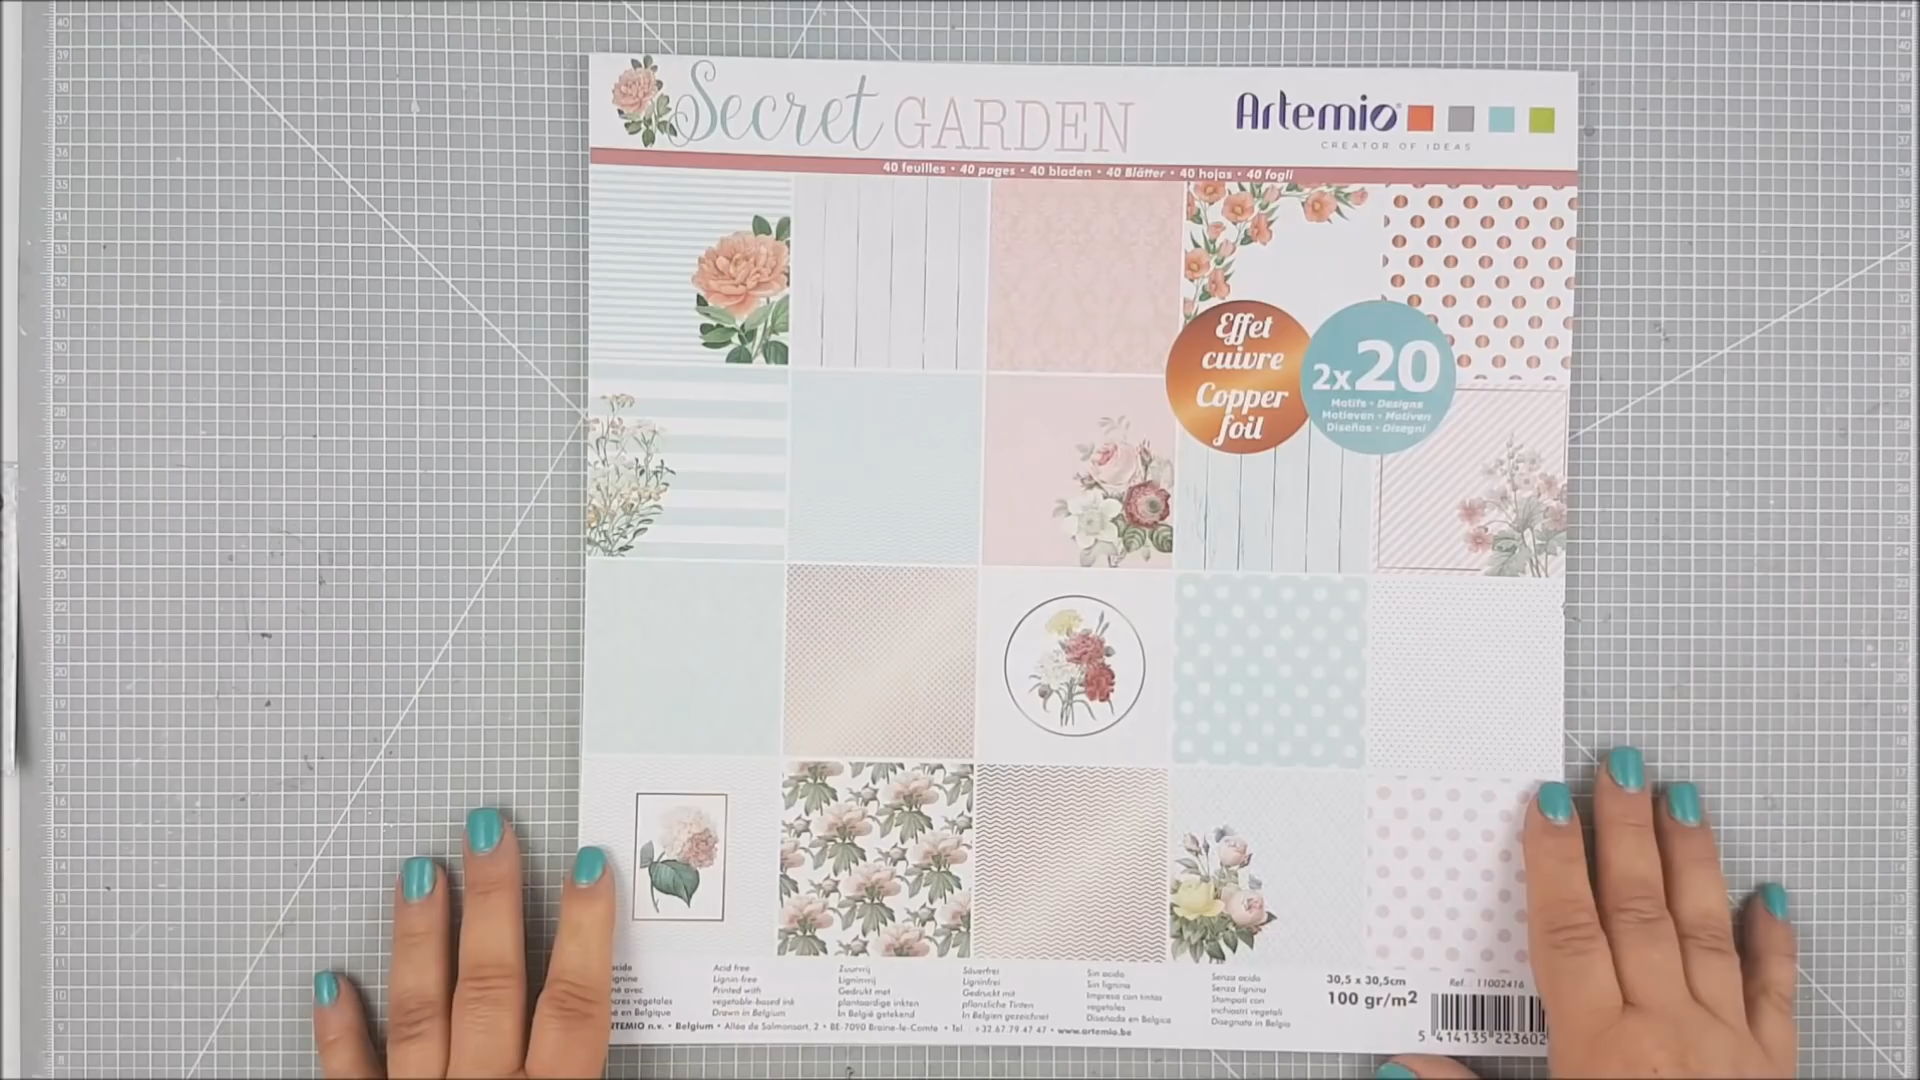 Secret GARDEN
Artemio
CREATOR OF IDEAS
40 feuilles • 40 pages • 40 bladen • 40 Blätter • 40 hojas • 40 fogli
Effet
cuivre
Copper
foil
2x20
Motifs • Designs
Motieven • Motiven
Diseños • Disegni
Acid free
Lignin free
Printed with
vegetable-based ink
Drawn in Belgium
Zuurvrij
Ligninvrij
Gedrukt met
plantaardige inkten
In België getekend
Säurefrei
Ligninfrei
Gedruckt mit
pflanzliche Tinten
In Belgien gezeichnet
Sin acido
Sin lignina
Impresa con tintas
vegetales
Diseñada en Belgica
Senza acido
Senza lignina
Stampati con
inchiostri vegetali
Disegnata in Belgio
30,5 x 30,5cm
100 gr/m2
Ref. : 11002416
TEMIO n.v. • Belgium • Allée de Salmonsart, 2 • BE-7090 Braine-le-Comte • Tel. : +32 67 79 47 47 • www.artemio.be
5 414135 223602